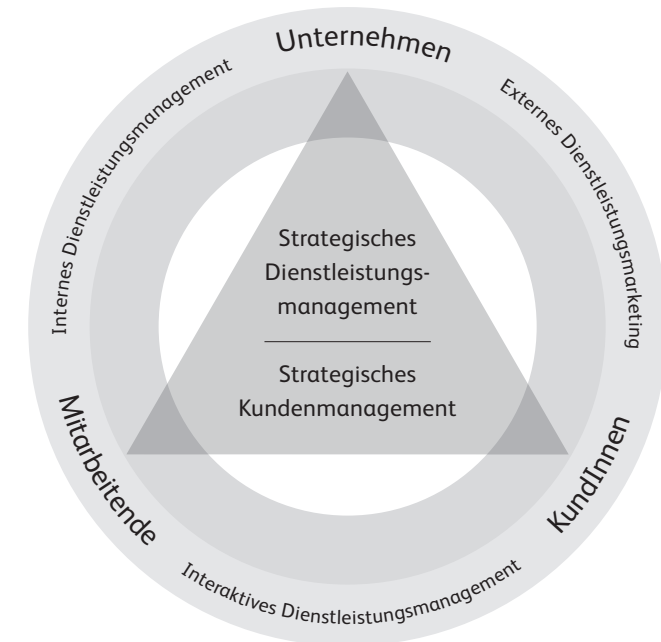 Unternehmen
Internes Dienstleistungsmanagement
Externes Dienstleistungsmarketing
Strategisches
Dienstleistungs-
management
Strategisches
Kundenmanagement
Mitarbeitende
KundInnen
Interaktives Dienstleistungsmanagement